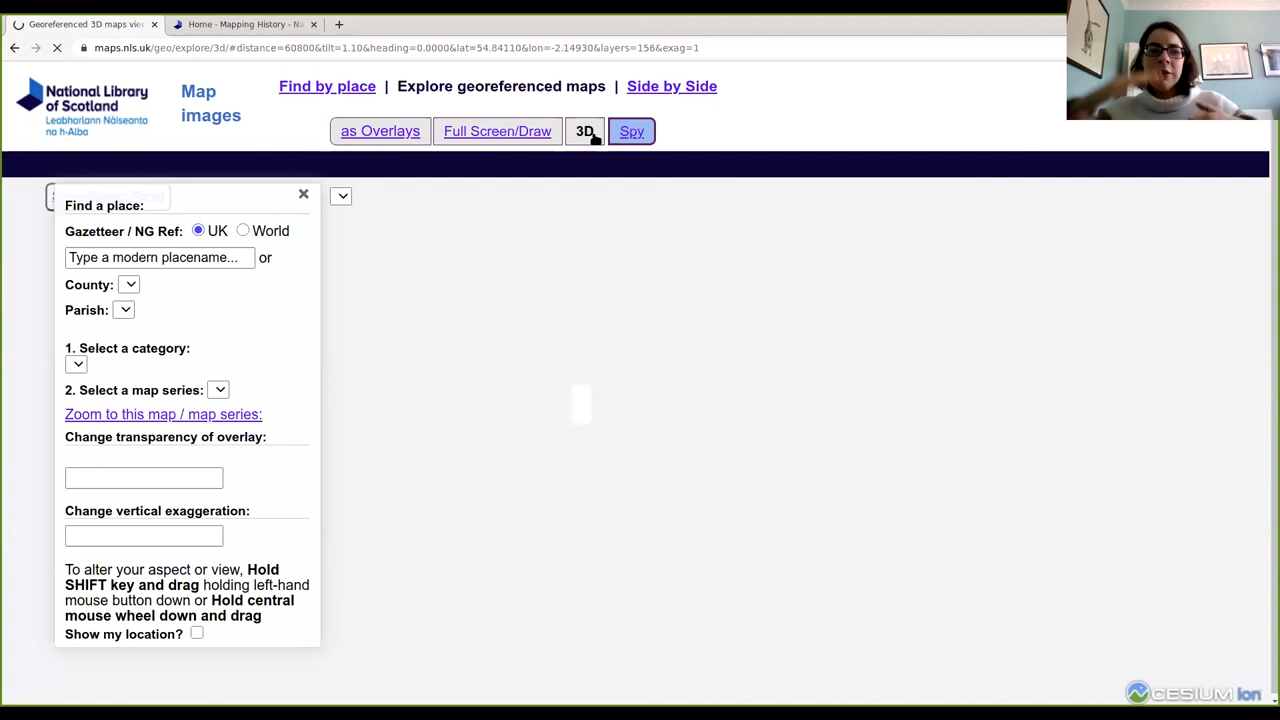 Georeferenced 3D maps vie
Home - Mapping History - Na
maps.nls.uk/geo/explore/3d/#distance=60800&tilt=1.10&heading=0.0000&lat=54.84110&lon=-2.14930&layers=156&exag=1
National Library
of Scotland
Leabharlann Nàiseanta
na h-Alba
Map
images
Find by place | Explore georeferenced maps | Side by Side
as Overlays Full Screen/Draw 3D Spy
Find a place:
Gazetteer / NG Ref: UK World
Type a modern placename... or
County:
Parish:
1. Select a category:
2. Select a map series:
Zoom to this map / map series:
Change transparency of overlay:
Change vertical exaggeration:
To alter your aspect or view, Hold
SHIFT key and drag holding left-hand
mouse button down or Hold central
mouse wheel down and drag
Show my location?
CESIUM ion